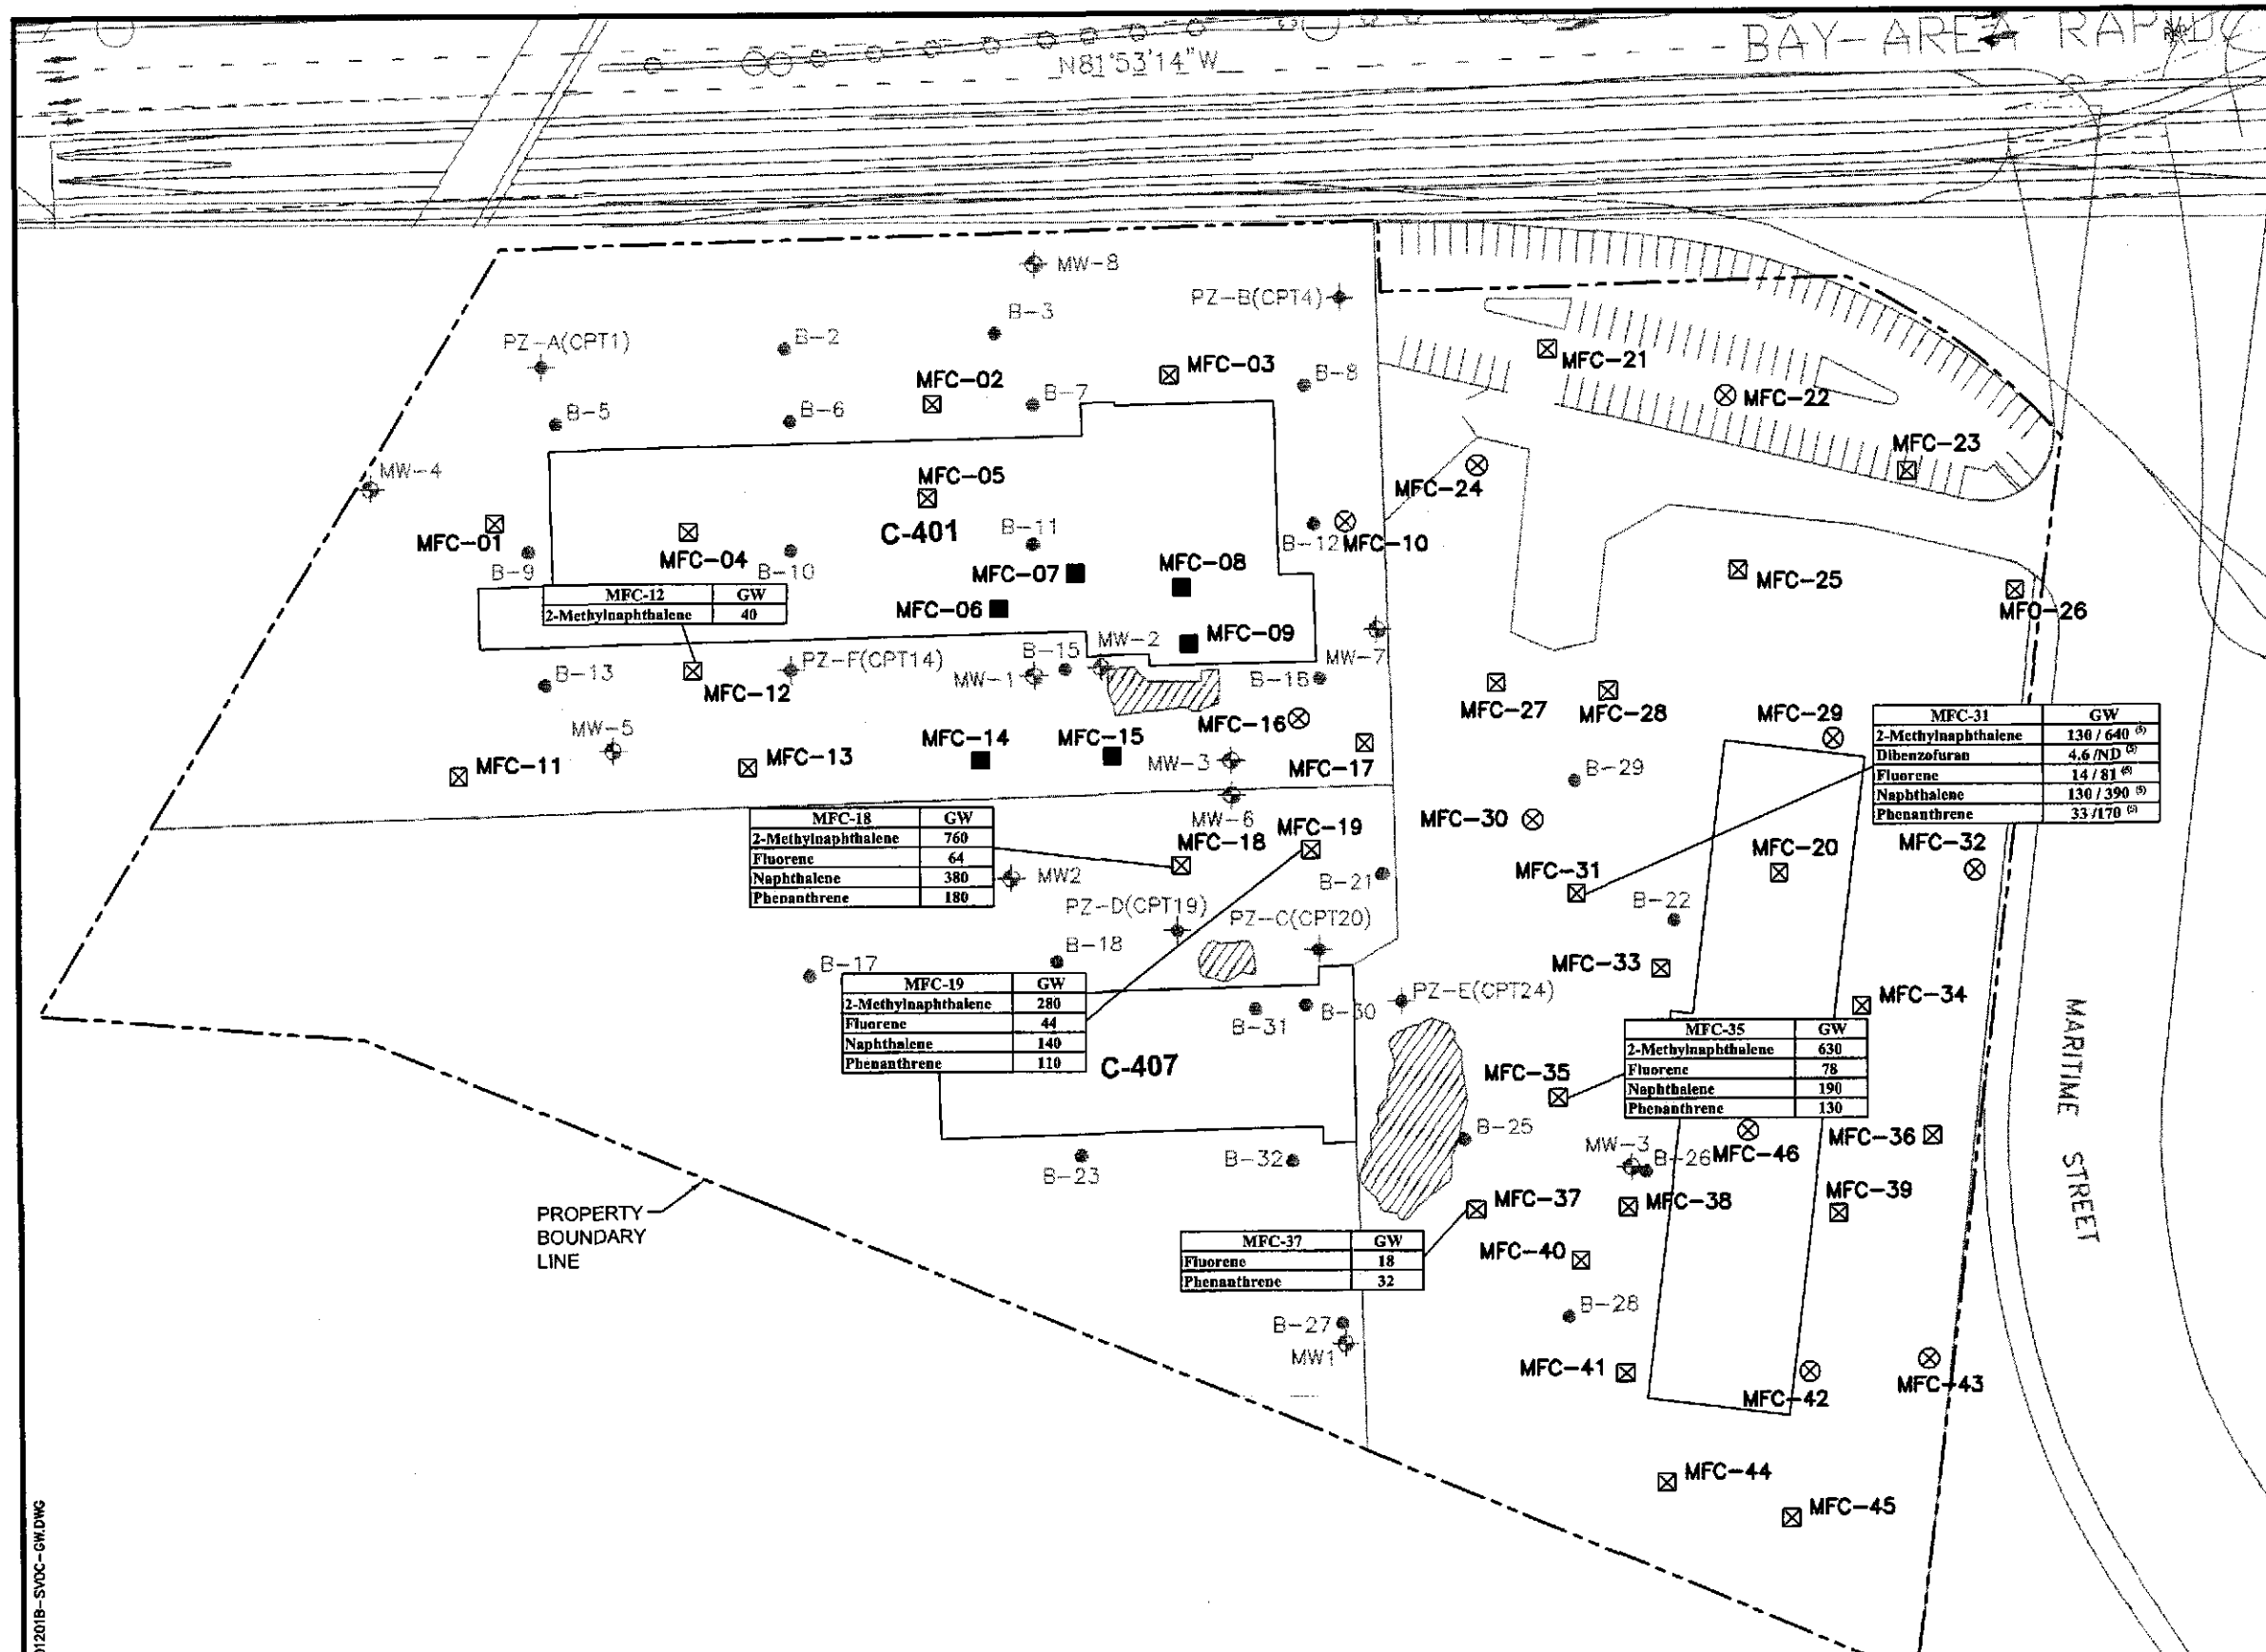 BAY-AREA RAPID
N81°53'14"W
MW-8
PZ-B(CPT4)
B-3
PZ-A(CPT1)
B-2
MFC-21
MFC-03
B-8
MFC-02
B-7
MFC-22
B-5
B-6
MFC-23
MW-4
MFC-05
MFC-24
C-401
B-11
MFC-01
B-12
MFC-10
MFC-04
B-9
B-10
MFC-07
MFC-08
MFC-25
MFC-06
MFC-26
MFC-12 GW
2-Methylnaphthalene 40
MFC-09
MW-2
B-15
MW-7
PZ-F(CPT14)
MW-1
B-13
MFC-12
B-16
MFC-27
MFC-28
MFC-29
MFC-16
MFC-31 GW
2-Methylnaphthalene 130 / 640 (5)
Dibenzofuran 4.6 /ND (5)
Fluorene 14 / 81 (5)
Naphthalene 130 / 390 (5)
Phenanthrene 33 /170 (5)
MW-5
MFC-14
MFC-15
MFC-11
MFC-13
MW-3
MFC-17
B-29
MW-6
MFC-30
MFC-18 GW
2-Methylnaphthalene 760
Fluorene 64
Naphthalene 380
Phenanthrene 180
MFC-18
MFC-19
MFC-20
MFC-32
MW2
B-21
MFC-31
PZ-D(CPT19)
PZ-C(CPT20)
B-22
B-18
B-17
MFC-33
MFC-19 GW
2-Methylnaphthalene 280
Fluorene 44
Naphthalene 140
Phenanthrene 110
PZ-E(CPT24)
B-31
B-30
MFC-34
C-407
MFC-35
MFC-35 GW
2-Methylnaphthalene 630
Fluorene 78
Naphthalene 190
Phenanthrene 130
MARITIME STREET
B-25
MFC-36
MW-3
B-26
MFC-46
B-32
B-23
MFC-37
MFC-38
MFC-39
PROPERTY
BOUNDARY
LINE
MFC-37 GW
Fluorene 18
Phenanthrene 32
MFC-40
B-28
B-27
MW1
MFC-41
MFC-42
MFC-43
MFC-44
MFC-45
01201B-SVOC-GW.DWG